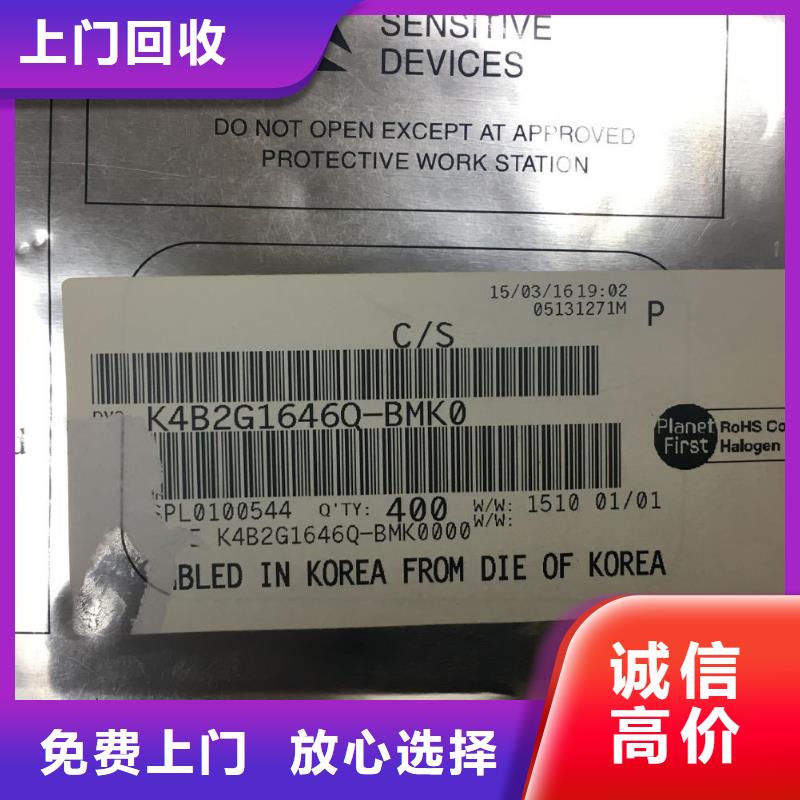 上门回收
SENSITIVE
DEVICES
DO NOT OPEN EXCEPT AT APPROVED
PROTECTIVE WORK STATION
15/03/16 19:02
05131271M
P
C/S
K4B2G1646Q-BMK0
Planet
First
RoHS Co
Halogen
PL0100544 Q'TY: 400 W/W: 1510 01/01
W/W:
K4B2G1646Q-BMK0000
BLED IN KOREA FROM DIE OF KOREA
诚信
高价
免费上门 放心选择